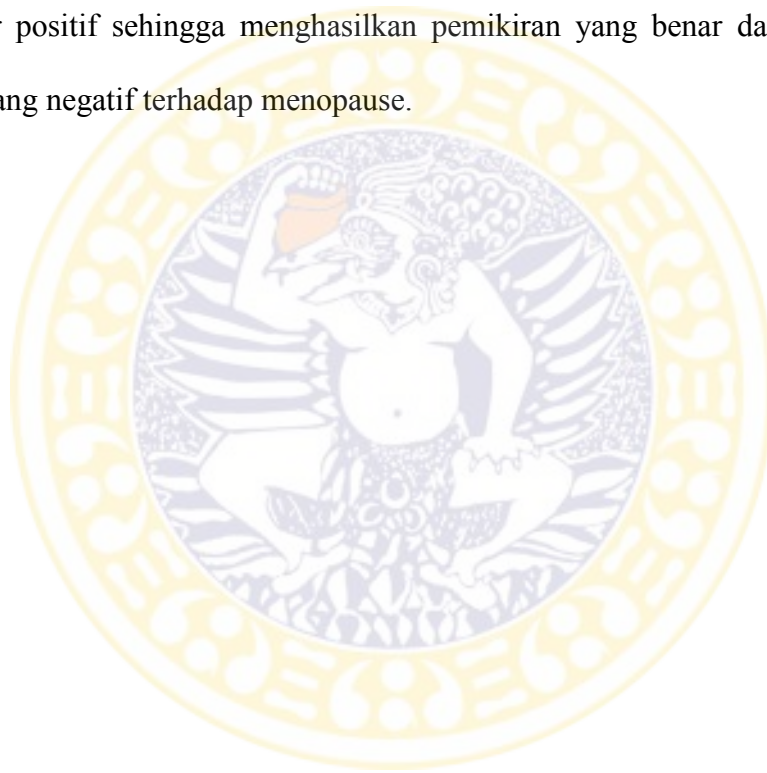 positif sehingga menghasilkan pemikiran yang benar da
ang negatif terhadap menopause.